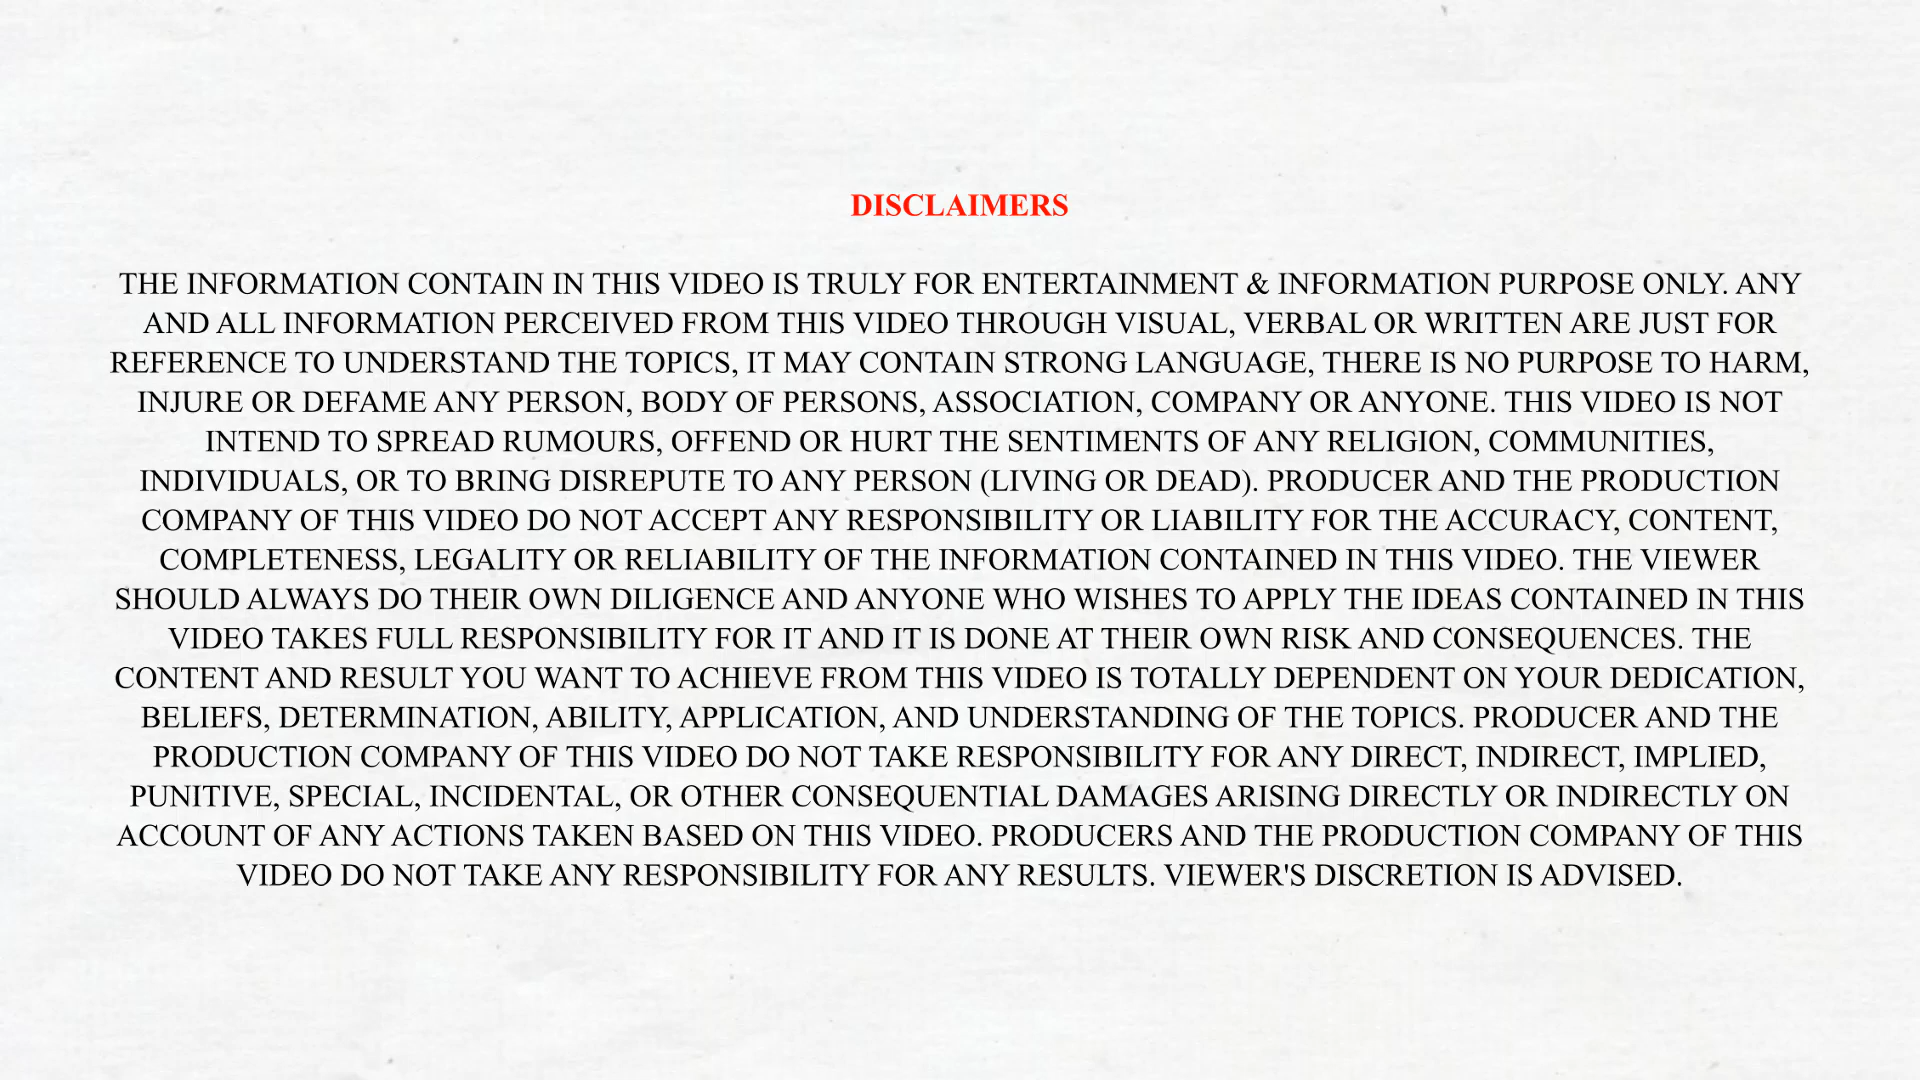 DISCLAIMERS
THE INFORMATION CONTAIN IN THIS VIDEO IS TRULY FOR ENTERTAINMENT & INFORMATION PURPOSE ONLY. ANY
AND ALL INFORMATION PERCEIVED FROM THIS VIDEO THROUGH VISUAL, VERBAL OR WRITTEN ARE JUST FOR
REFERENCE TO UNDERSTAND THE TOPICS, IT MAY CONTAIN STRONG LANGUAGE, THERE IS NO PURPOSE TO HARM,
INJURE OR DEFAME ANY PERSON, BODY OF PERSONS, ASSOCIATION, COMPANY OR ANYONE. THIS VIDEO IS NOT
INTEND TO SPREAD RUMOURS, OFFEND OR HURT THE SENTIMENTS OF ANY RELIGION, COMMUNITIES,
INDIVIDUALS, OR TO BRING DISREPUTE TO ANY PERSON (LIVING OR DEAD). PRODUCER AND THE PRODUCTION
COMPANY OF THIS VIDEO DO NOT ACCEPT ANY RESPONSIBILITY OR LIABILITY FOR THE ACCURACY, CONTENT,
COMPLETENESS, LEGALITY OR RELIABILITY OF THE INFORMATION CONTAINED IN THIS VIDEO. THE VIEWER
SHOULD ALWAYS DO THEIR OWN DILIGENCE AND ANYONE WHO WISHES TO APPLY THE IDEAS CONTAINED IN THIS
VIDEO TAKES FULL RESPONSIBILITY FOR IT AND IT IS DONE AT THEIR OWN RISK AND CONSEQUENCES. THE
CONTENT AND RESULT YOU WANT TO ACHIEVE FROM THIS VIDEO IS TOTALLY DEPENDENT ON YOUR DEDICATION,
BELIEFS, DETERMINATION, ABILITY, APPLICATION, AND UNDERSTANDING OF THE TOPICS. PRODUCER AND THE
PRODUCTION COMPANY OF THIS VIDEO DO NOT TAKE RESPONSIBILITY FOR ANY DIRECT, INDIRECT, IMPLIED,
PUNITIVE, SPECIAL, INCIDENTAL, OR OTHER CONSEQUENTIAL DAMAGES ARISING DIRECTLY OR INDIRECTLY ON
ACCOUNT OF ANY ACTIONS TAKEN BASED ON THIS VIDEO. PRODUCERS AND THE PRODUCTION COMPANY OF THIS
VIDEO DO NOT TAKE ANY RESPONSIBILITY FOR ANY RESULTS. VIEWER'S DISCRETION IS ADVISED.